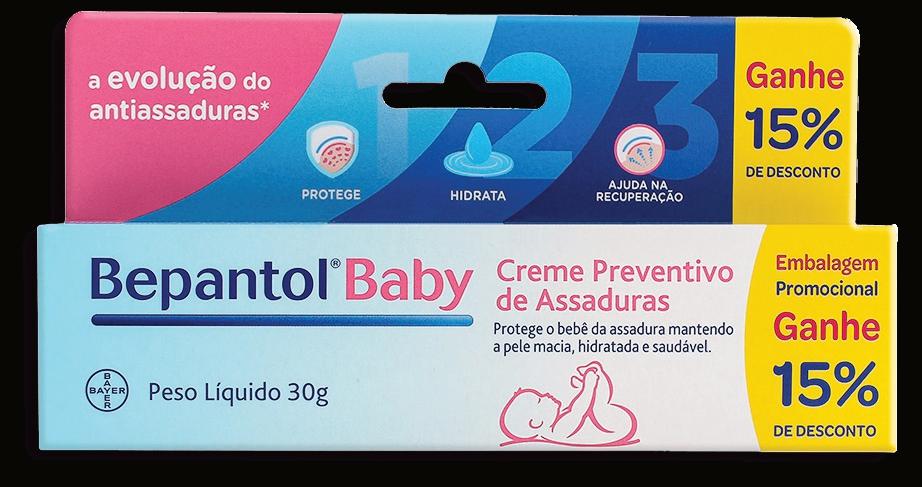 a evolução do
antiassaduras*
1 2 3
PROTEGE
HIDRATA
AJUDA NA
RECUPERAÇÃO
Ganhe
15%
DE DESCONTO
Bepantol® Baby
Creme Preventivo
de Assaduras
Protege o bebê da assadura mantendo
a pele macia, hidratada e saudável.
BAYER
BAYER
Peso Líquido 30g
Embalagem
Promocional
Ganhe
15%
DE DESCONTO